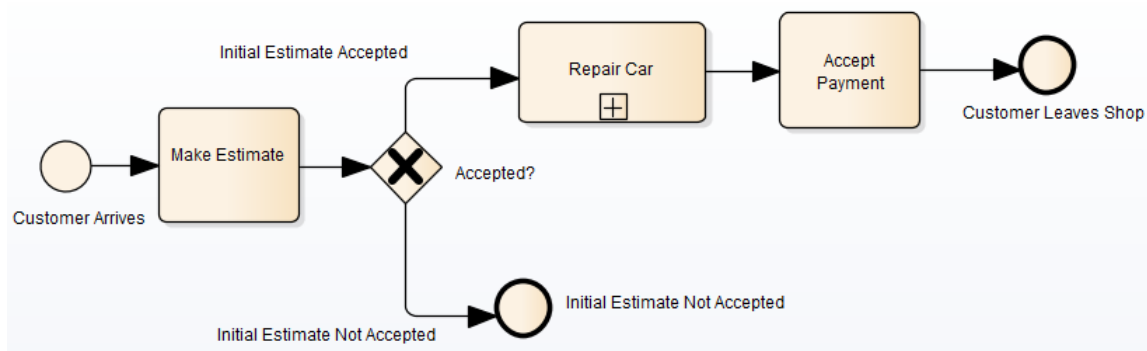 Initial Estimate Accepted
Repair Car
Accept
Payment
Customer Leaves Shop
Make Estimate
Accepted?
Customer Arrives
Initial Estimate Not Accepted
Initial Estimate Not Accepted